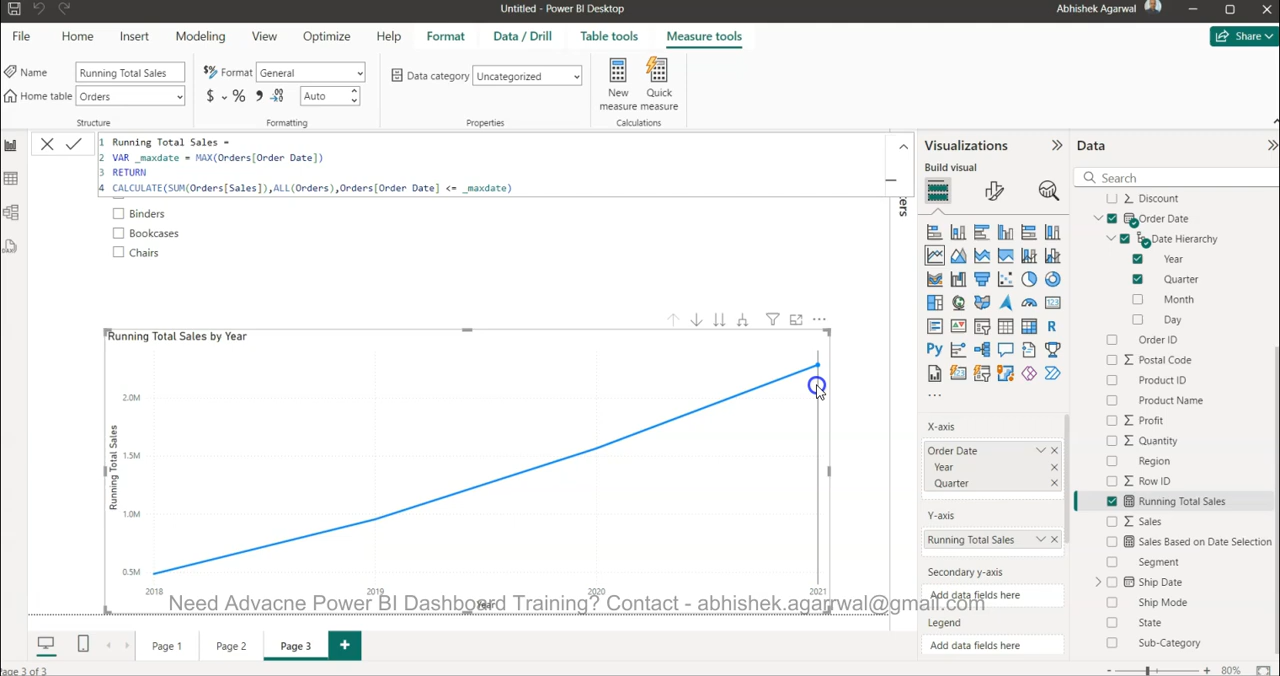 Untitled - Power BI Desktop
Abhishek Agarwal
File Home Insert Modeling View Optimize Help Format Data / Drill Table tools Measure tools
Share
Name Running Total Sales
Home table Orders
Structure
Format General
$ % 9 Auto
Formatting
Data category Uncategorized
Properties
New measure
Quick measure
Calculations
1 Running Total Sales =
2 VAR _maxdate = MAX(Orders[Order Date])
3 RETURN
4 CALCULATE(SUM(Orders[Sales]),ALL(Orders),Orders[Order Date] <= _maxdate)
Binders
Bookcases
Chairs
Running Total Sales by Year
Running Total Sales
2.0M
1.5M
1.0M
0.5M
2018 2019 2020 2021
Year
Need Advacne Power BI Dashboard Training? Contact - abhishek.agarrwal@gmail.com
Page 1
Page 2
Page 3
Page 3 of 3
80%
Visualizations
Build visual
R
Py
X-axis
Order Date
Year
Quarter
Y-axis
Running Total Sales
Secondary y-axis
Add data fields here
Legend
Add data fields here
Data
Search
Discount
Order Date
Date Hierarchy
Year
Quarter
Month
Day
Order ID
Postal Code
Product ID
Product Name
Profit
Quantity
Region
Row ID
Running Total Sales
Sales
Sales Based on Date Selection
Segment
Ship Date
Ship Mode
State
Sub-Category